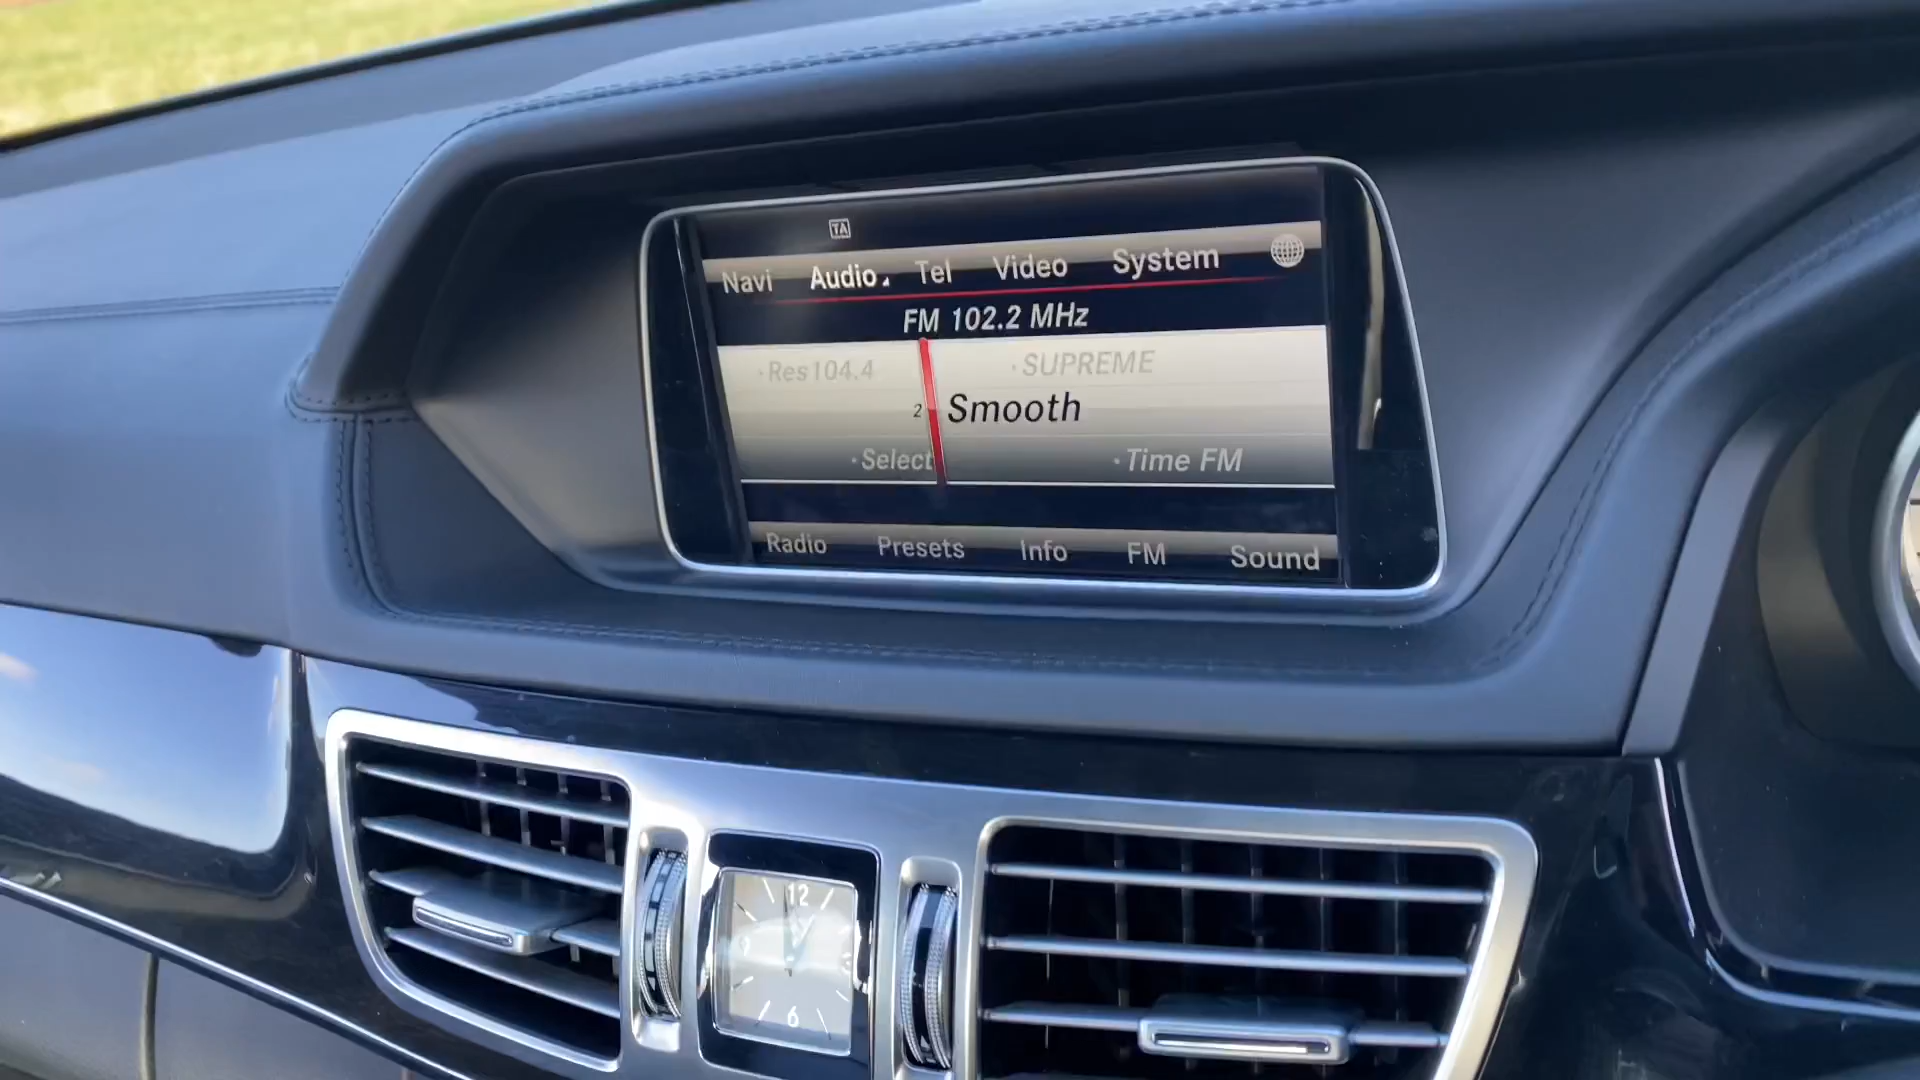 TA
Navi Audio Tel Video System
FM 102.2 MHz
·Res104.4 ·SUPREME
2 Smooth
·Select ·Time FM
Radio Presets Info FM Sound
12
6